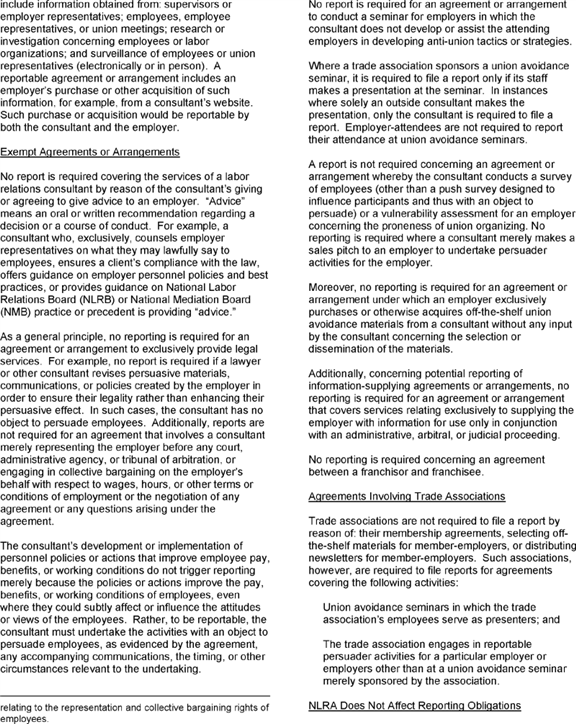 include information obtained from: supervisors or
employer representatives; employees, employee
representatives, or union meetings; research or
investigation concerning employees or labor
organizations; and surveillance of employees or union
representatives (electronically or in person).  A
reportable agreement or arrangement includes an
employer's purchase or other acquisition of such
information, for example, from a consultant's website.
Such purchase or acquisition would be reportable by
both the consultant and the employer.
Exempt Agreements or Arrangements
No report is required covering the services of a labor
relations consultant by reason of the consultant's giving
or agreeing to give advice to an employer.  "Advice"
means an oral or written recommendation regarding a
decision or a course of conduct.  For example, a
consultant who, exclusively, counsels employer
representatives on what they may lawfully say to
employees, ensures a client's compliance with the law,
offers guidance on employer personnel policies and best
practices, or provides guidance on National Labor
Relations Board (NLRB) or National Mediation Board
(NMB) practice or precedent is providing "advice."
As a general principle, no reporting is required for an
agreement or arrangement to exclusively provide legal
services.  For example, no report is required if a lawyer
or other consultant revises persuasive materials,
communications, or policies created by the employer in
order to ensure their legality rather than enhancing their
persuasive effect.  In such cases, the consultant has no
object to persuade employees.  Additionally, reports are
not required for an agreement that involves a consultant
merely representing the employer before any court,
administrative agency, or tribunal of arbitration, or
engaging in collective bargaining on the employer's
behalf with respect to wages, hours, or other terms or
conditions of employment or the negotiation of any
agreement or any questions arising under the
agreement.
The consultant's development or implementation of
personnel policies or actions that improve employee pay,
benefits, or working conditions do not trigger reporting
merely because the policies or actions improve the pay,
benefits, or working conditions of employees, even
where they could subtly affect or influence the attitudes
or views of the employees.  Rather, to be reportable, the
consultant must undertake the activities with an object to
persuade employees, as evidenced by the agreement,
any accompanying communications, the timing, or other
circumstances relevant to the undertaking.
relating to the representation and collective bargaining rights of
employees.
No report is required for an agreement or arrangement
to conduct a seminar for employers in which the
consultant does not develop or assist the attending
employers in developing anti-union tactics or strategies.
Where a trade association sponsors a union avoidance
seminar, it is required to file a report only if its staff
makes a presentation at the seminar.  In instances
where solely an outside consultant makes the
presentation, only the consultant is required to file a
report.  Employer-attendees are not required to report
their attendance at union avoidance seminars.
A report is not required concerning an agreement or
arrangement whereby the consultant conducts a survey
of employees (other than a push survey designed to
influence participants and thus with an object to
persuade) or a vulnerability assessment for an employer
concerning the proneness of union organizing. No
reporting is required where a consultant merely makes a
sales pitch to an employer to undertake persuader
activities for the employer.
Moreover, no reporting is required for an agreement or
arrangement under which an employer exclusively
purchases or otherwise acquires off-the-shelf union
avoidance materials from a consultant without any input
by the consultant concerning the selection or
dissemination of the materials.
Additionally, concerning potential reporting of
information-supplying agreements or arrangements, no
reporting is required for an agreement or arrangement
that covers services relating exclusively to supplying the
employer with information for use only in conjunction
with an administrative, arbitral, or judicial proceeding.
No reporting is required concerning an agreement
between a franchisor and franchisee.
Agreements Involving Trade Associations
Trade associations are not required to file a report by
reason of: their membership agreements, selecting off-
the-shelf materials for member-employers, or distributing
newsletters for member-employers.  Such associations,
however, are required to file reports for agreements
covering the following activities:
Union avoidance seminars in which the trade
association's employees serve as presenters; and
The trade association engages in reportable
persuader activities for a particular employer or
employers other than at a union avoidance seminar
merely sponsored by the association.
NLRA Does Not Affect Reporting Obligations